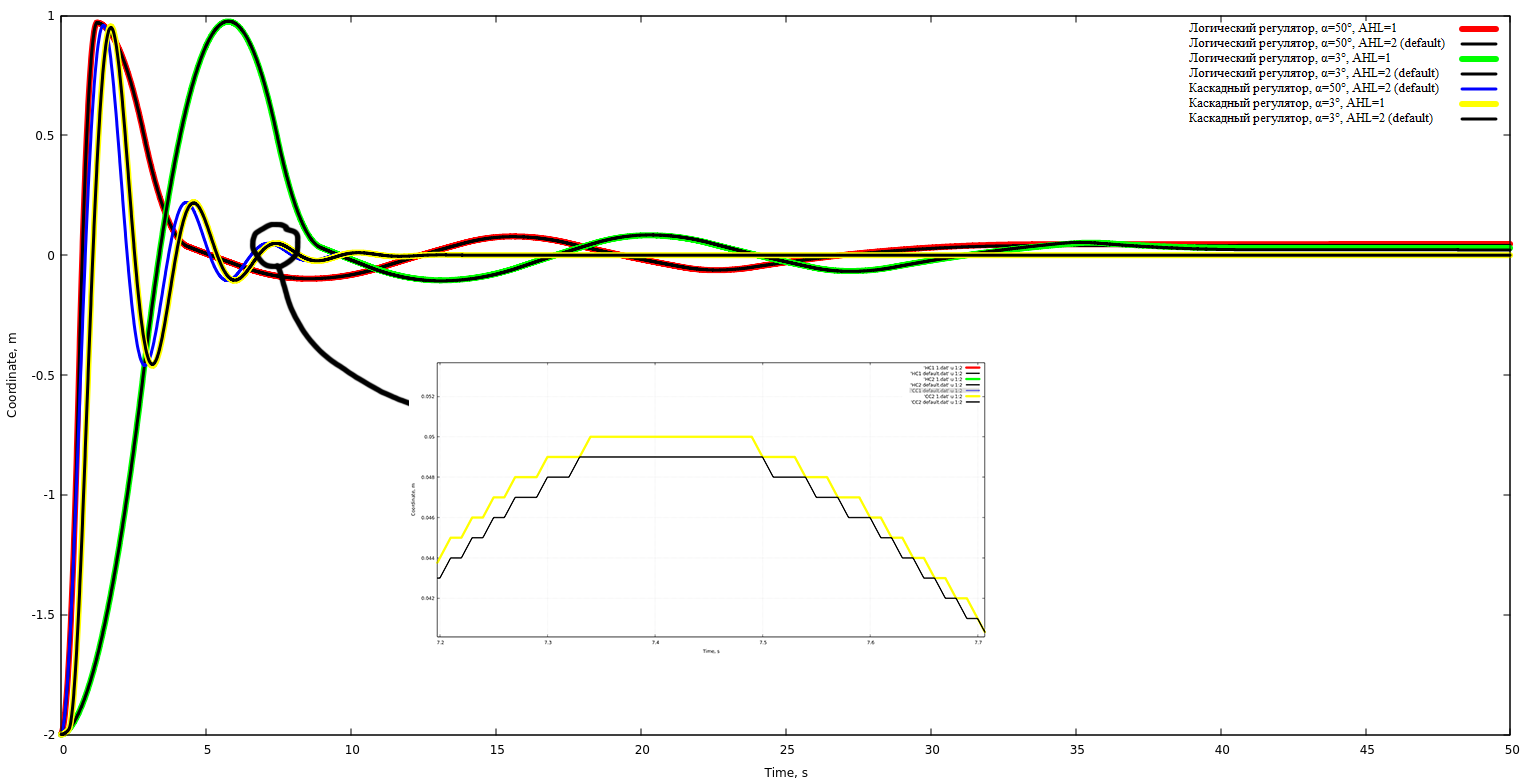 Логический регулятор, α=50°, AHL=1
Логический регулятор, α=50°, AHL=2 (default)
Логический регулятор, α=3°, AHL=1
Логический регулятор, α=3°, AHL=2 (default)
Каскадный регулятор, α=50°, AHL=2 (default)
Каскадный регулятор, α=3°, AHL=1
Каскадный регулятор, α=3°, AHL=2 (default)
1
0.5
0
-0.5
-1
-1.5
-2
Coordinate, m
0 5 10 15 20 25 30 35 40 45 50
Time, s
'HC1 1.dat' u 1:2
'HC1 default.dat' u 1:2
'HC2 1.dat' u 1:2
'HC2 default.dat' u 1:2
'CC1 default.dat' u 1:2
'CC2 1.dat' u 1:2
'CC2 default.dat' u 1:2
0.052
0.05
0.048
0.046
0.044
0.042
Coordinate, m
7.2 7.3 7.4 7.5 7.6 7.7
Time, s